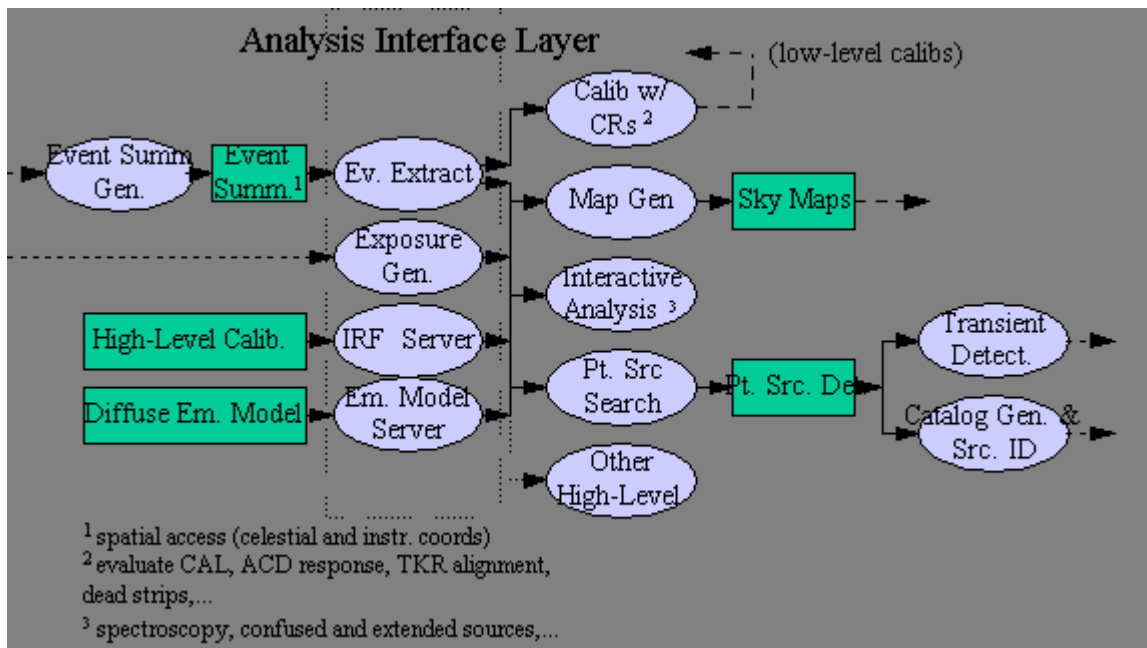 Analysis Interface Layer
(low-level calibs)
Calib w/
CRs ²
Event Summ
Gen.
Event
Summ.¹
Ev. Extract
Map Gen
Sky Maps
Exposure
Gen.
Interactive
Analysis ³
High-Level Calib.
IRF Server
Transient
Detect.
Pt. Src
Search
Pt. Src. Det
Diffuse Em. Model
Em. Model
Server
Catalog Gen. &
Src. ID
Other
High-Level
¹ spatial access (celestial and instr. coords)
² evaluate CAL, ACD response, TKR alignment,
dead strips,...
³ spectroscopy, confused and extended sources,...